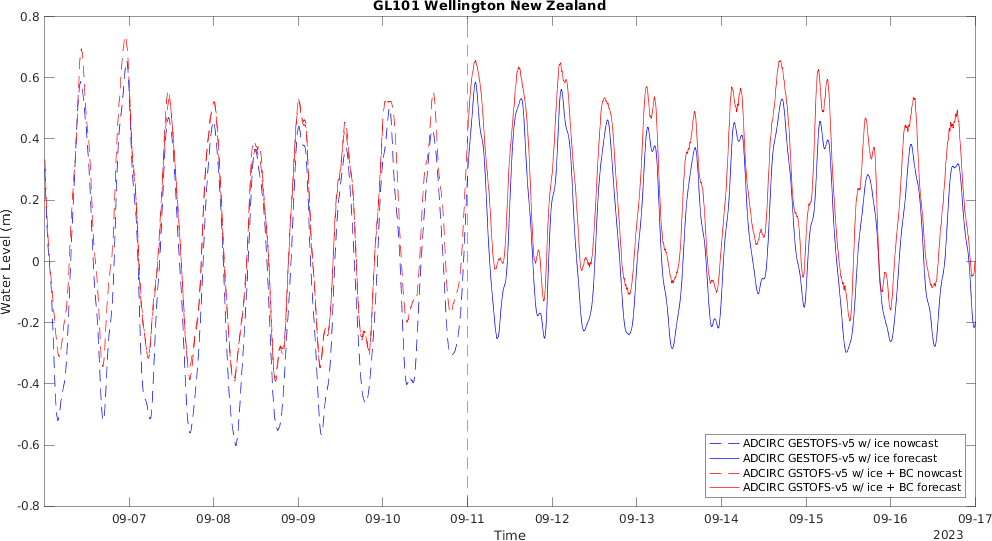 GL101 Wellington New Zealand
0.8
0.6
0.4
0.2
0
-0.2
-0.4
-0.6
-0.8
Water Level (m)
ADCIRC GESTOFS-v5 w/ ice nowcast
ADCIRC GESTOFS-v5 w/ ice forecast
ADCIRC GSTOFS-v5 w/ ice + BC nowcast
ADCIRC GSTOFS-v5 w/ ice + BC forecast
09-07 09-08 09-09 09-10 09-11 09-12 09-13 09-14 09-15 09-16 09-17
Time
2023